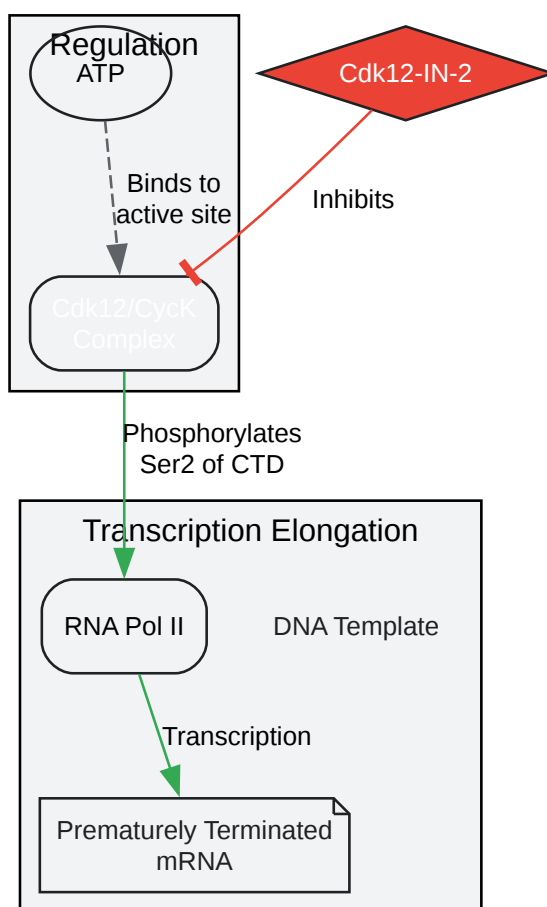 Regulation
ATP
Cdk12-IN-2
Binds to
active site
Inhibits
Cdk12/CycK
Complex
Phosphorylates
Ser2 of CTD
Transcription Elongation
RNA Pol II
DNA Template
Transcription
Prematurely Terminated
mRNA